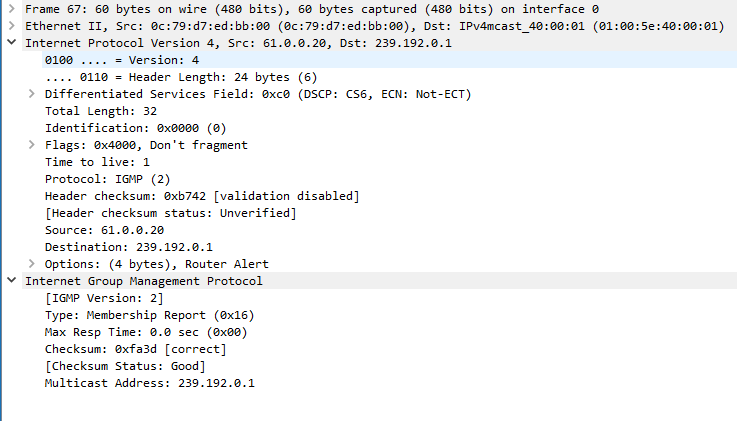 Frame 67: 60 bytes on wire (480 bits), 60 bytes captured (480 bits) on interface 0
Ethernet II, Src: 0c:79:d7:ed:bb:00 (0c:79:d7:ed:bb:00), Dst: IPv4mcast_40:00:01 (01:00:5e:40:00:01)
Internet Protocol Version 4, Src: 61.0.0.20, Dst: 239.192.0.1
0100 .... = Version: 4
.... 0110 = Header Length: 24 bytes (6)
Differentiated Services Field: 0xc0 (DSCP: CS6, ECN: Not-ECT)
Total Length: 32
Identification: 0x0000 (0)
Flags: 0x4000, Don't fragment
Time to live: 1
Protocol: IGMP (2)
Header checksum: 0xb742 [validation disabled]
[Header checksum status: Unverified]
Source: 61.0.0.20
Destination: 239.192.0.1
Options: (4 bytes), Router Alert
Internet Group Management Protocol
[IGMP Version: 2]
Type: Membership Report (0x16)
Max Resp Time: 0.0 sec (0x00)
Checksum: 0xfa3d [correct]
[Checksum Status: Good]
Multicast Address: 239.192.0.1